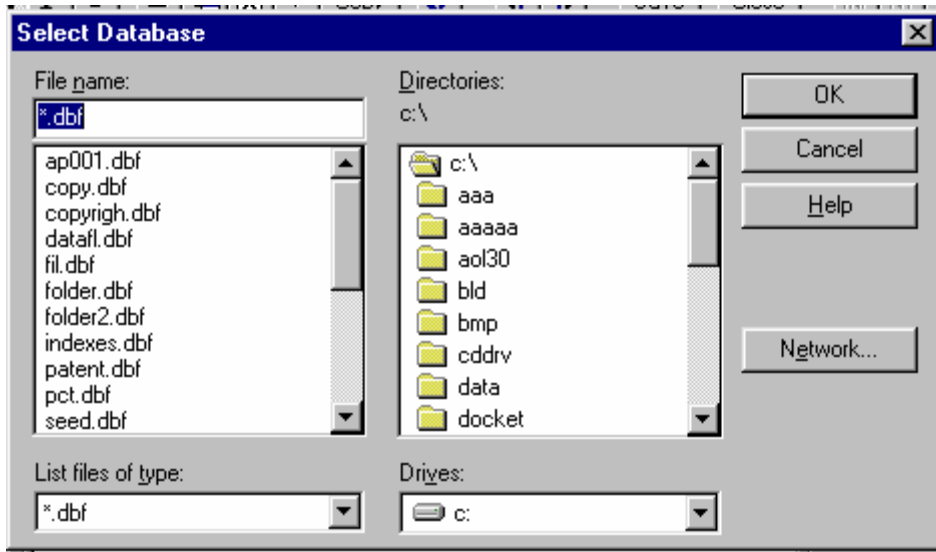 Select Database
File name:
*.dbf
ap001.dbf
copy.dbf
copyrigh.dbf
datafl.dbf
fil.dbf
folder.dbf
folder2.dbf
indexes.dbf
patent.dbf
pct.dbf
seed.dbf
List files of type:
*.dbf
Directories:
c:\
c:\
aaa
aaaaa
aol30
bld
bmp
cddrv
data
docket
Drives:
c:
OK
Cancel
Help
Network...